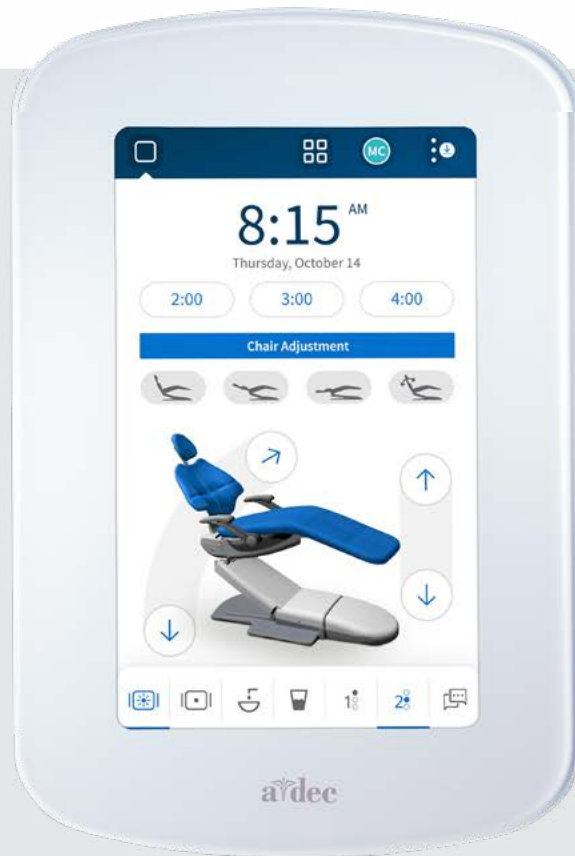 MC
8:15 AM
Thursday, October 14
2:00 3:00 4:00
Chair Adjustment
1 2
a dec